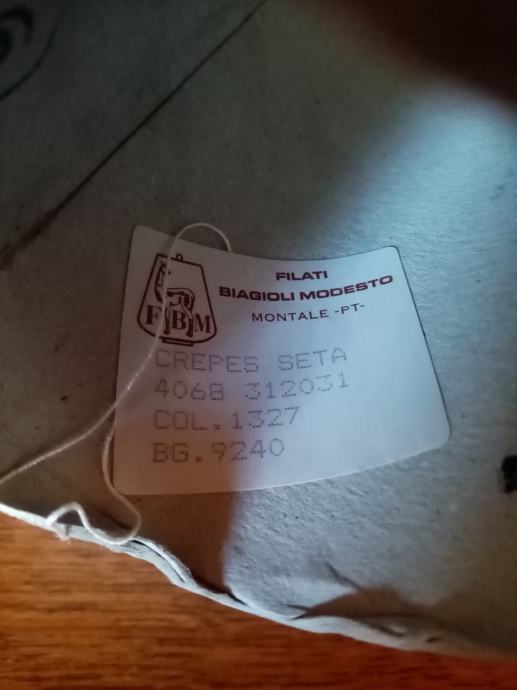 FILATI
BIAGIOLI MODESTO
MONTALE -PT-
FBM
CREPES SETA
4068 312031
COL.1327
BG.9240